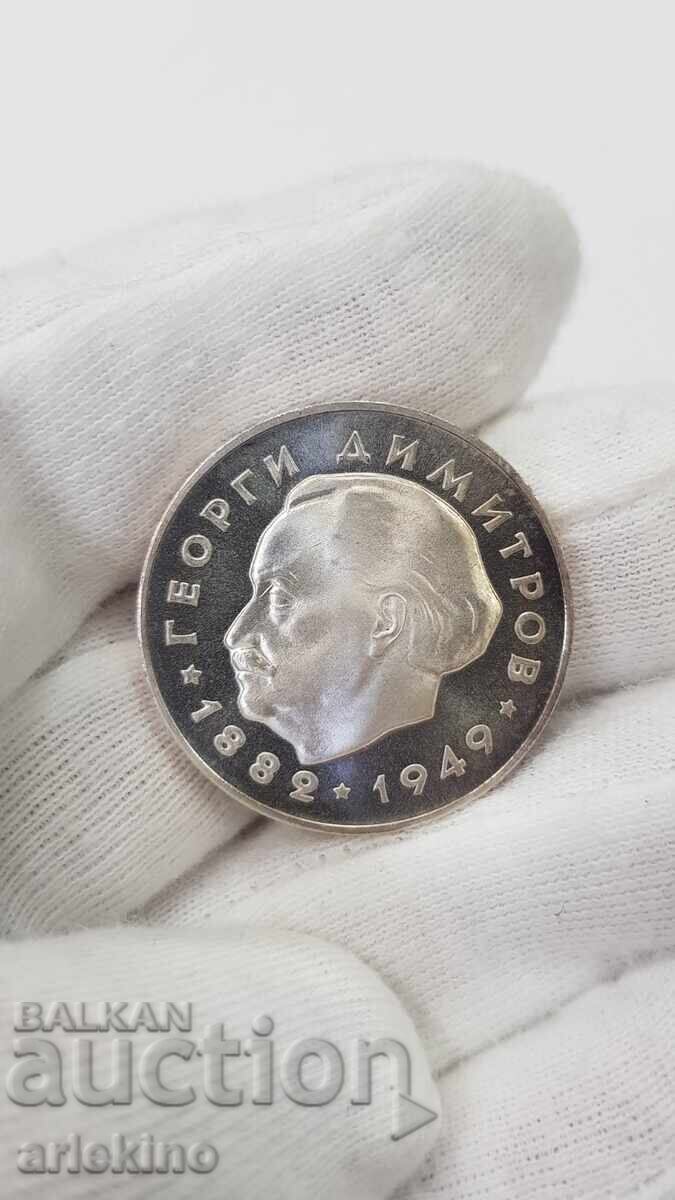 ГЕОРГИ ДИМИТРОВ
1882 ★ 1949
BALKAN
auction
arlekino